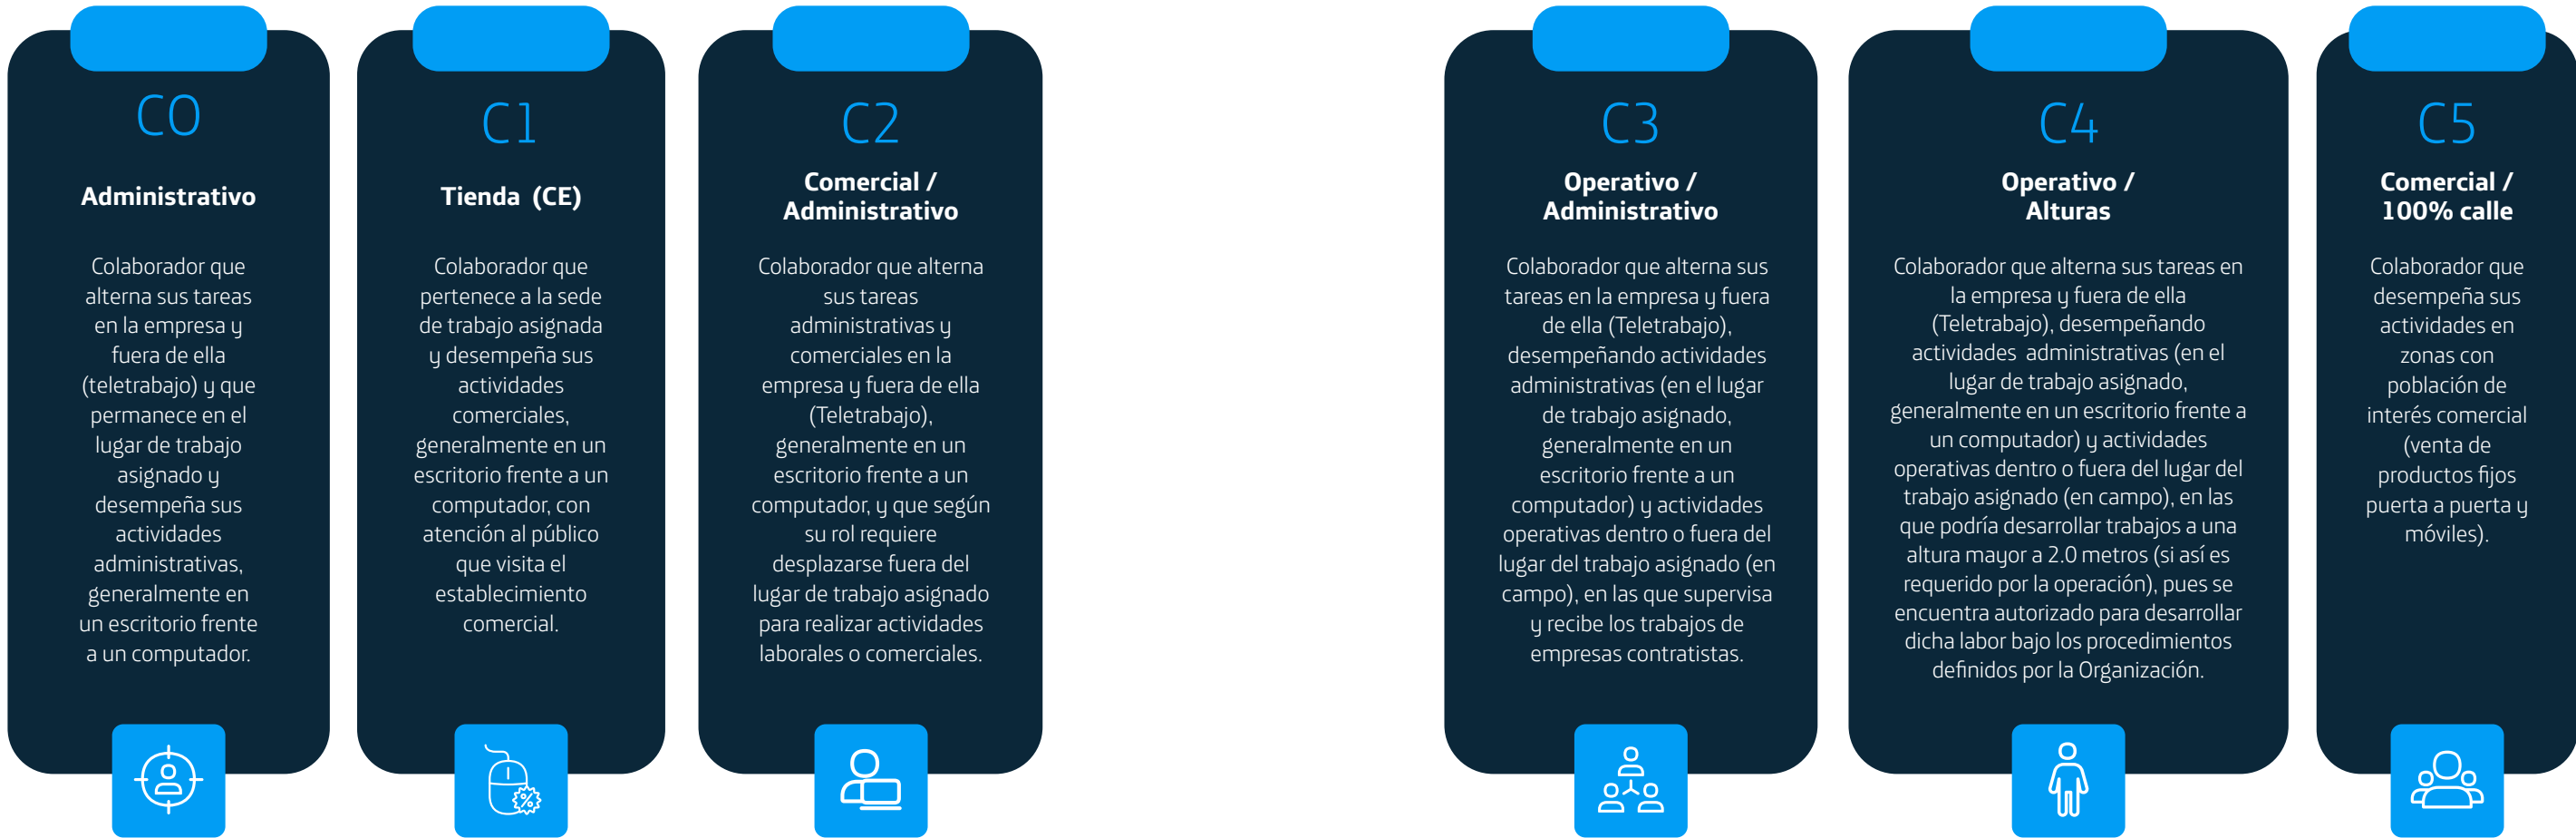 C0
Administrativo
Colaborador que
alterna sus tareas
en la empresa y
fuera de ella
(teletrabajo) y que
permanece en el
lugar de trabajo
asignado y
desempeña sus
actividades
administrativas,
generalmente en
un escritorio frente
a un computador.
C1
Tienda (CE)
Colaborador que
pertenece a la sede
de trabajo asignada
y desempeña sus
actividades
comerciales,
generalmente en un
escritorio frente a un
computador, con
atención al público
que visita el
establecimiento
comercial.
C2
Comercial /
Administrativo
Colaborador que alterna
sus tareas
administrativas y
comerciales en la
empresa y fuera de ella
(Teletrabajo),
generalmente en un
escritorio frente a un
computador, y que según
su rol requiere
desplazarse fuera del
lugar de trabajo asignado
para realizar actividades
laborales o comerciales.
C3
Operativo /
Administrativo
Colaborador que alterna sus
tareas en la empresa y fuera
de ella (Teletrabajo),
desempeñando actividades
administrativas (en el lugar
de trabajo asignado,
generalmente en un
escritorio frente a un
computador) y actividades
operativas dentro o fuera del
lugar del trabajo asignado (en
campo), en las que supervisa
y recibe los trabajos de
empresas contratistas.
C4
Operativo /
Alturas
Colaborador que alterna sus tareas en
la empresa y fuera de ella
(Teletrabajo), desempeñando
actividades administrativas (en el
lugar de trabajo asignado,
generalmente en un escritorio frente a
un computador) y actividades
operativas dentro o fuera del lugar del
trabajo asignado (en campo), en las
que podría desarrollar trabajos a una
altura mayor a 2.0 metros (si así es
requerido por la operación), pues se
encuentra autorizado para desarrollar
dicha labor bajo los procedimientos
definidos por la Organización.
C5
Comercial /
100% calle
Colaborador que
desempeña sus
actividades en
zonas con
población de
interés comercial
(venta de
productos fijos
puerta a puerta y
móviles).
%